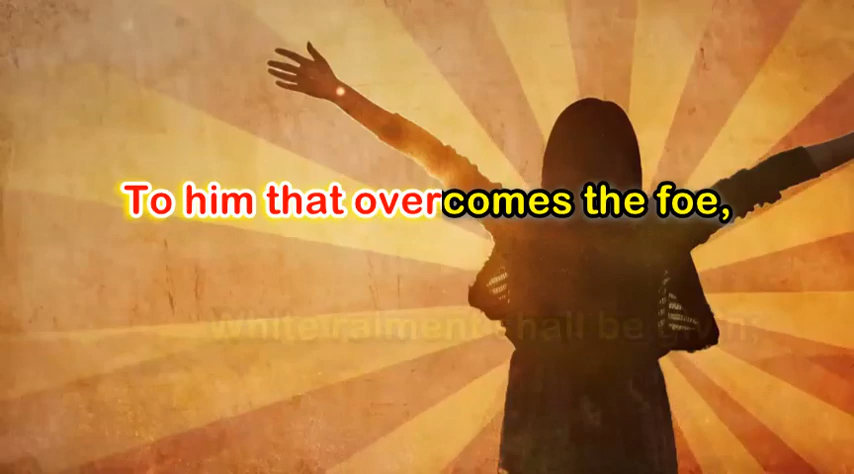 To him that overcomes the foe,
White raiment shall be giv'n;